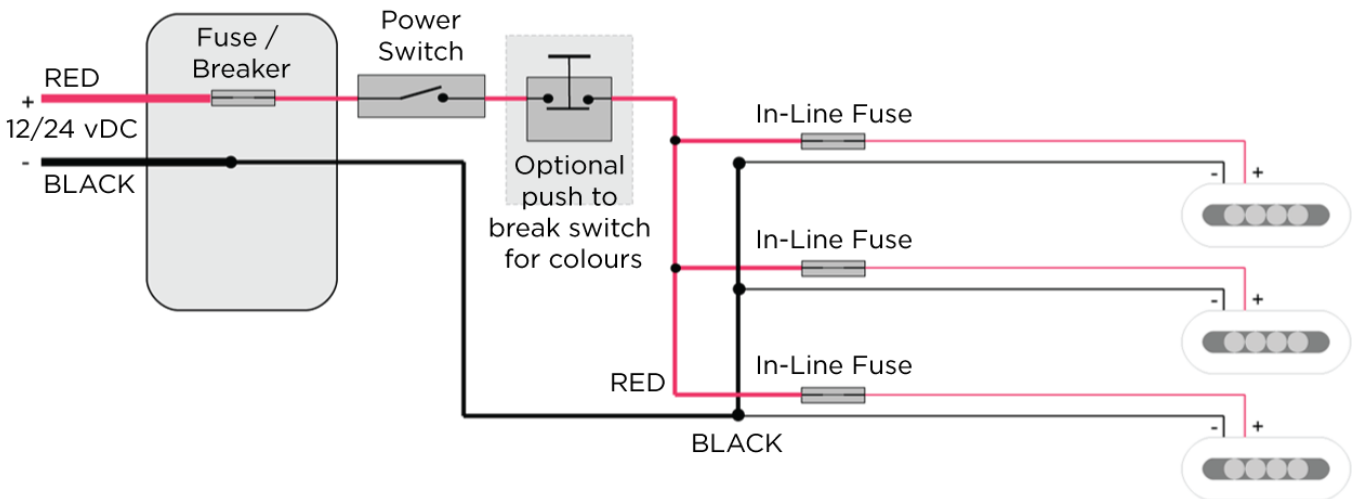 Power
Switch
Fuse /
Breaker
RED
+
12/24 vDC
-
BLACK
Optional
push to
break switch
for colours
In-Line Fuse
- +
In-Line Fuse
- +
In-Line Fuse
RED
- +
BLACK